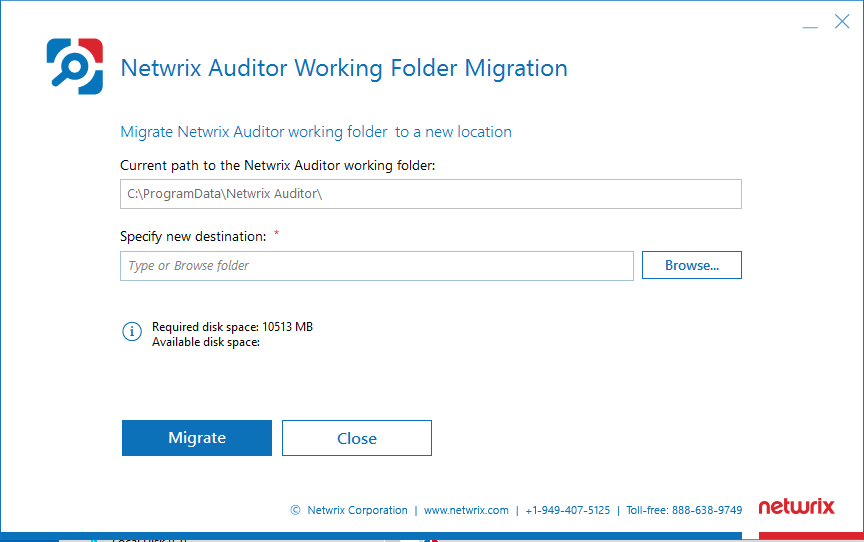 Netwrix Auditor Working Folder Migration
Migrate Netwrix Auditor working folder to a new location
Current path to the Netwrix Auditor working folder:
C:\ProgramData\Netwrix Auditor\
Specify new destination: *
Type or Browse folder
Browse...
Required disk space: 10513 MB
Available disk space:
Migrate
Close
© Netwrix Corporation | www.netwrix.com | +1-949-407-5125 | Toll-free: 888-638-9749
netwrix